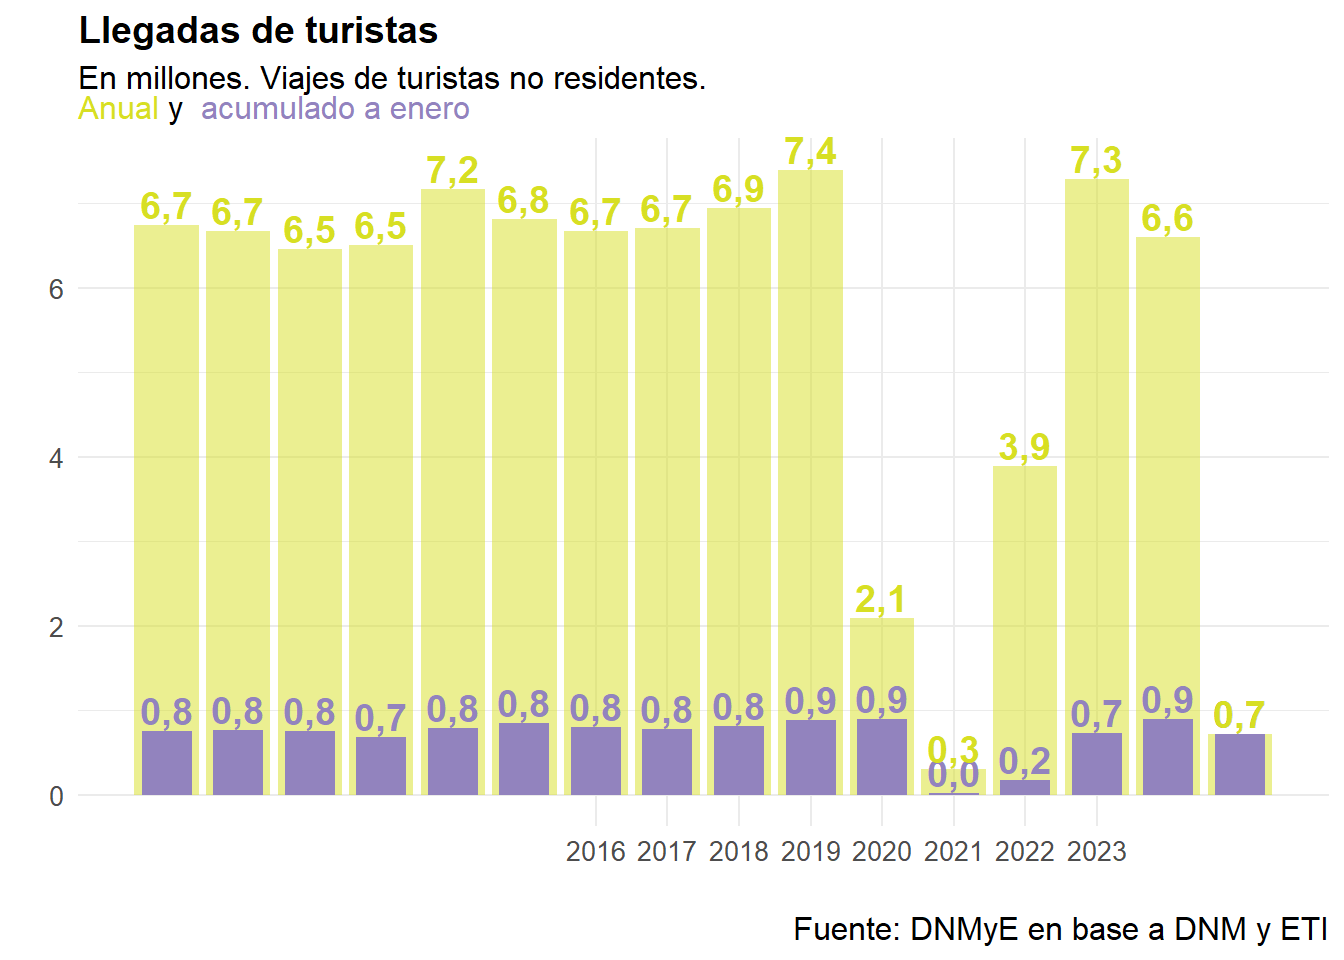 Llegadas de turistas
En millones. Viajes de turistas no residentes.
Anual y acumulado a enero
6,7 6,7 6,5 6,5 7,2 6,8 6,7 6,7 6,9 7,4 2,1 0,3 3,9 7,3 6,6 0,7
0,8 0,8 0,8 0,7 0,8 0,8 0,8 0,8 0,8 0,9 0,9 0,0 0,2 0,7 0,9
6
4
2
0
2016 2017 2018 2019 2020 2021 2022 2023
Fuente: DNMyE en base a DNM y ETI